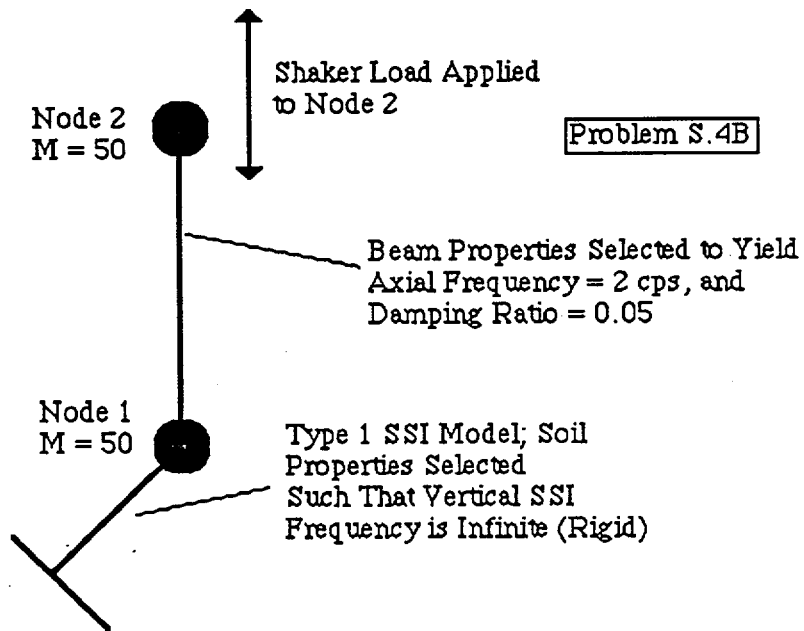 Shaker Load Applied
to Node 2
Node 2
M = 50
Problem S.4B
Beam Properties Selected to Yield
Axial Frequency = 2 cps, and
Damping Ratio = 0.05
Node 1
M = 50
Type 1 SSI Model; Soil
Properties Selected
Such That Vertical SSI
Frequency is Infinite (Rigid)